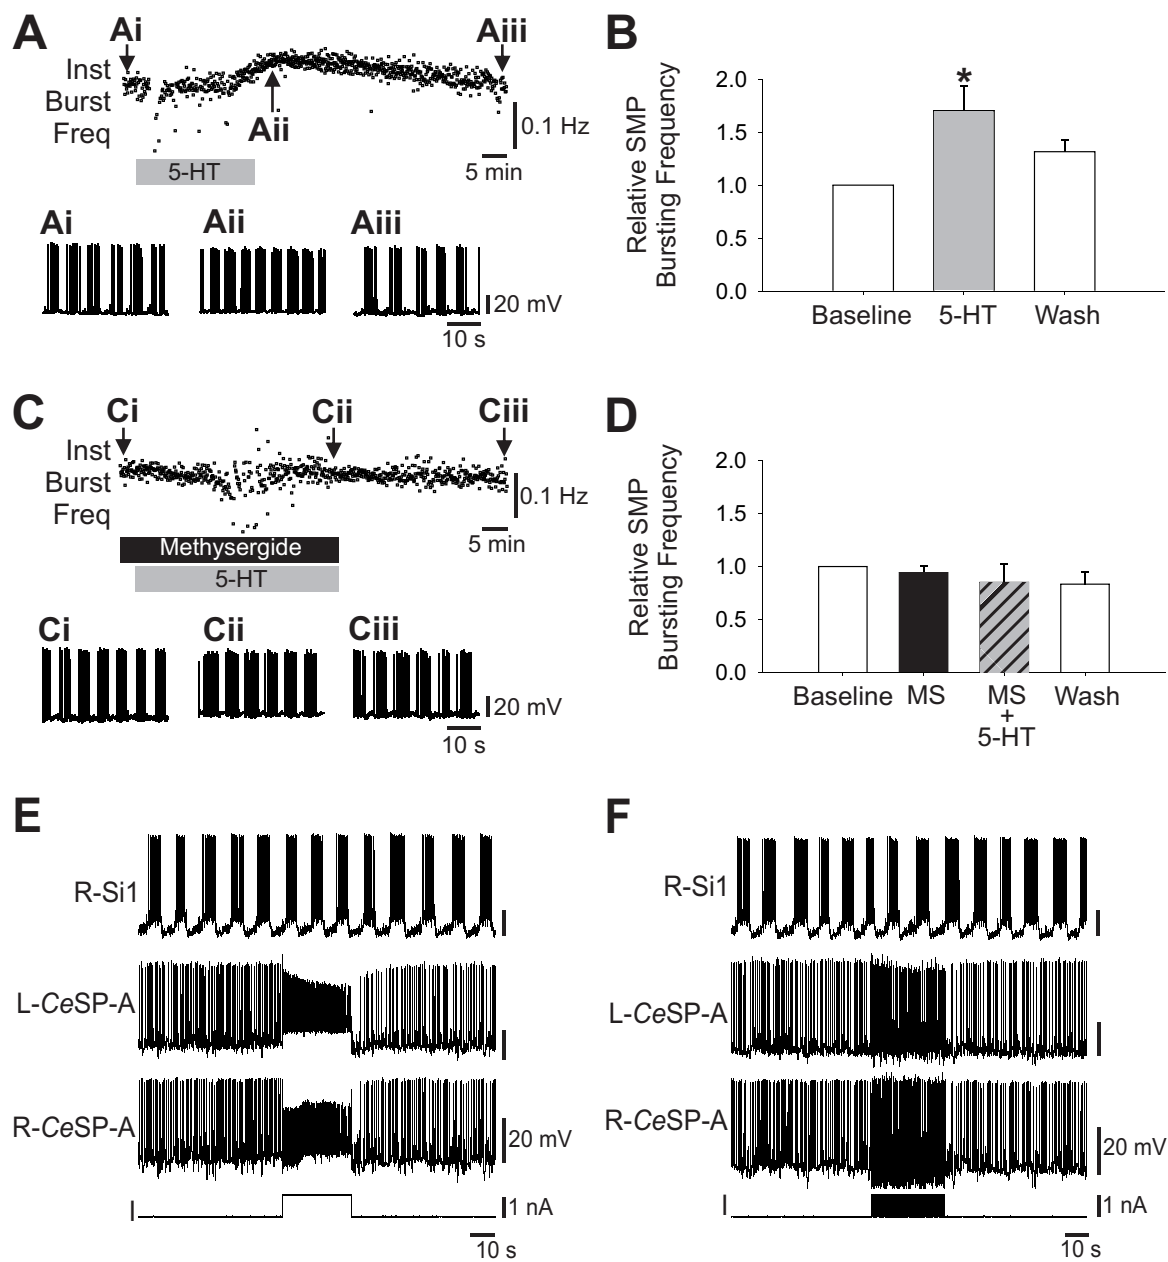 A
Ai
Aiii
Inst
Burst
Freq
Aii
0.1 Hz
5-HT
5 min
Ai
Aii
Aiii
20 mV
10 s
B
Relative SMP
Bursting Frequency
2.0
1.5
1.0
0.5
0.0
Baseline
5-HT
Wash
*
C
Ci
Cii
Ciii
Inst
Burst
Freq
0.1 Hz
5 min
Methysergide
5-HT
Ci
Cii
Ciii
20 mV
10 s
D
Relative SMP
Bursting Frequency
2.0
1.5
1.0
0.5
0.0
Baseline
MS
MS
+
5-HT
Wash
E
R-Si1
L-CeSP-A
R-CeSP-A
20 mV
I
1 nA
10 s
F
R-Si1
L-CeSP-A
R-CeSP-A
20 mV
I
1 nA
10 s